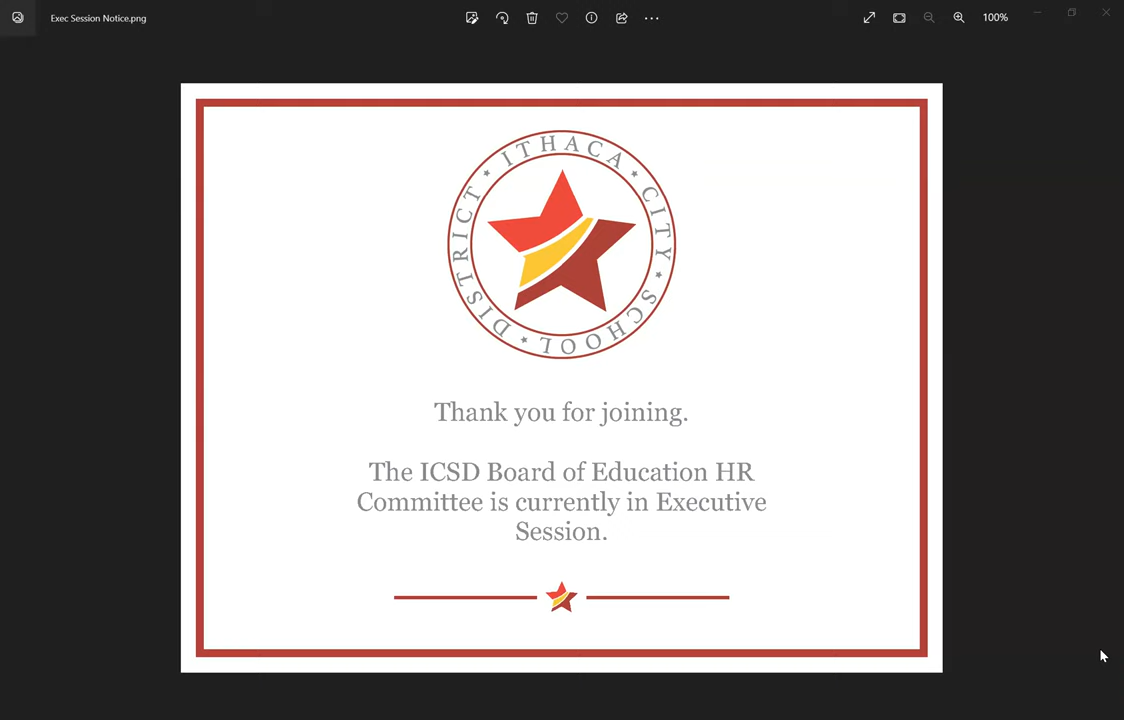 Exec Session Notice.png
100%
ITHACA CITY SCHOOL DISTRICT
Thank you for joining.
The ICSD Board of Education HR
Committee is currently in Executive
Session.